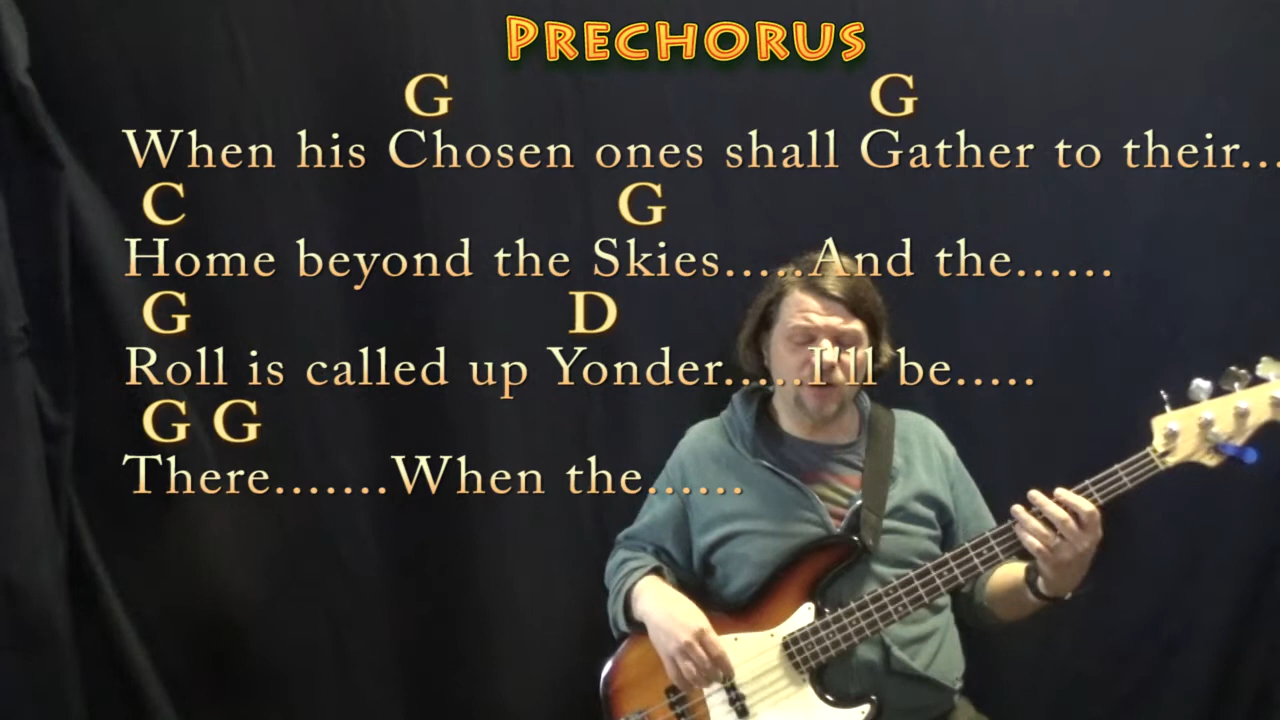 PRECHORUS
G G
When his Chosen ones shall Gather to their...
C G
Home beyond the Skies.....And the......
G D
Roll is called up Yonder.....I'll be.....
G G
There.......When the......